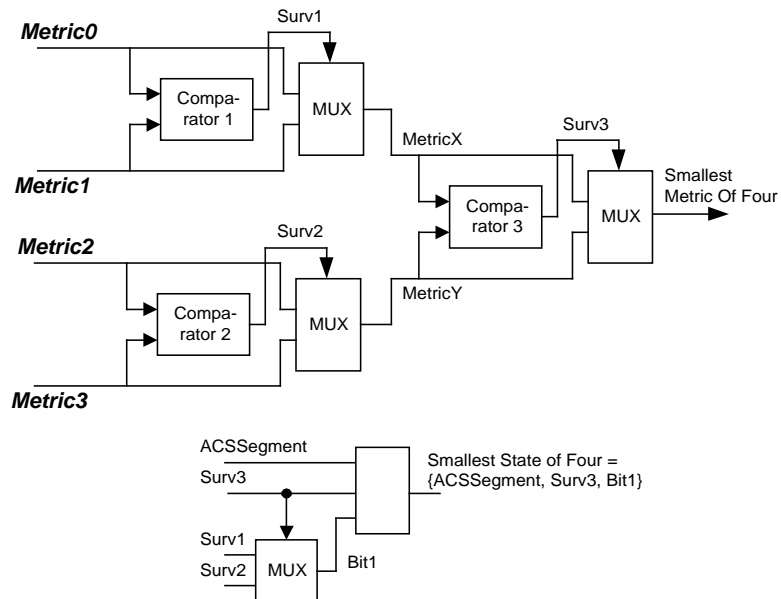 Surv1
Metric0
Compa-
rator 1
MUX
Metric1
MetricX
Surv3
Smallest
Metric Of Four
Compa-
rator 3
MUX
Metric2
Surv2
MetricY
Compa-
rator 2
MUX
Metric3
ACSSegment
Surv3
Smallest State of Four =
{ACSSegment, Surv3, Bit1}
Surv1
Surv2
MUX
Bit1